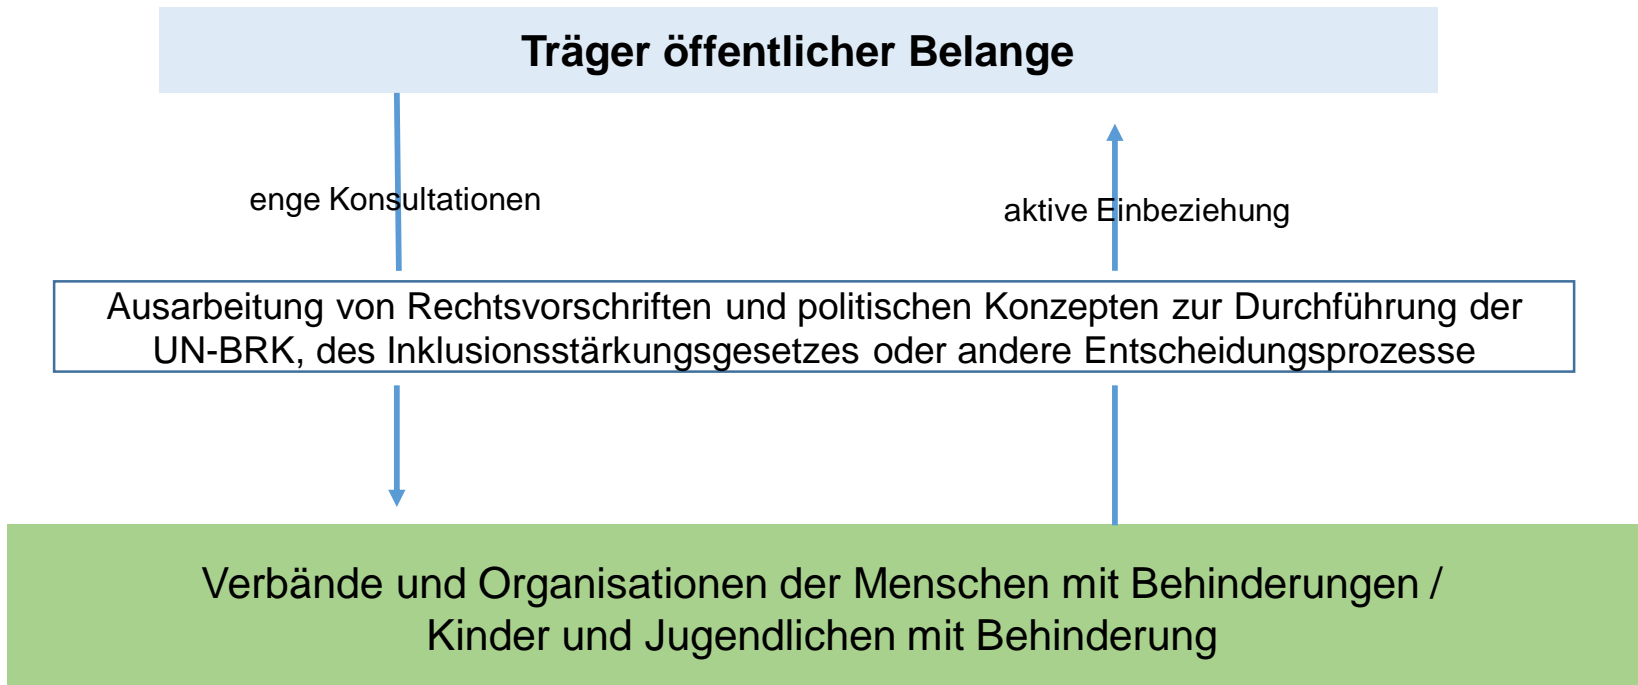 Träger öffentlicher Belange
enge Konsultationen
aktive Einbeziehung
Ausarbeitung von Rechtsvorschriften und politischen Konzepten zur Durchführung der
UN-BRK, des Inklusionsstärkungsgesetzes oder andere Entscheidungsprozesse
Verbände und Organisationen der Menschen mit Behinderungen /
Kinder und Jugendlichen mit Behinderung